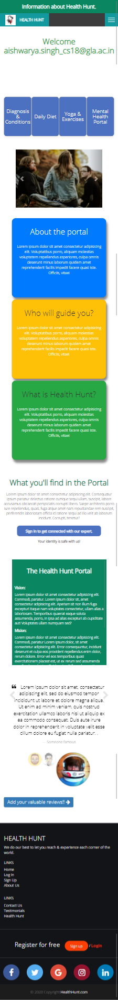 Information about Health Hunt.
HEALTH HUNT
Welcome
aishwarya.singh_cs18@gla.ac.in
Diagnosis
&
Conditions
Daily Diet
Yoga &
Exercises
Mental
Health
Portal
About the portal
Lorem ipsum dolor sit amet consectetur adipisicing
elit. Voluptatibus porro, aliquam molestias
voluptatem repellendus asperiores, culpa omnis
deserunt minus laborum quidem amet
reprehenderit facilis impedit facere quasi iste.
Officiis, vitae!
Who will guide you?
Lorem ipsum dolor sit amet consectetur adipisicing
elit. Voluptatibus porro, aliquam molestias
voluptatem repellendus asperiores, culpa omnis
deserunt minus laborum quidem amet
reprehenderit facilis impedit facere quasi iste.
Officiis, vitae!
What is Health Hunt?
Lorem ipsum dolor sit amet consectetur adipisicing
elit. Voluptatibus porro, aliquam molestias
voluptatem repellendus asperiores, culpa omnis
deserunt minus laborum quidem amet
reprehenderit facilis impedit facere quasi iste.
Officiis, vitae!
What you'll find in the Portal
Lorem ipsum dolor sit amet consectetur adipisicing elit. Consequatur
ipsum pariatur delectus ratione cumque sequi ullam, suscipit, labore
accusamus obcaecati perspiciatis corrupti libero. Saepe architecto porro
iure repellendus, quasi, fuga atque amet nam repudiandae rem suscipit,
perferendis laboriosam officia id ratione sequi ad illo velit ab laborum
incidunt. Corrupti, tenetur?
Sign in to get connected with our expert.
Your identity is safe with us!
The Health Hunt Portal
Vision:
Lorem ipsum dolor sit amet consectetur adipisicing elit.
Commodi, pariatur. Lorem ipsum dolor sit, amet
consectetur adipisicing elit. Aperiam sit non illum fuga
excepturi itaque nam voluptates consectetur, ullam alias a
laboriosam. Temporibus quaerat eaque soluta
assumenda, porro, in ipsa ad alias excepturi ab cupiditate
aut! Voluptates ullam numquam sed?
Mision:
Lorem ipsum dolor sit amet consectetur adipisicing elit.
Commodi, pariatur Lorem ipsum dolor, sit amet
consectetur adipisicing elit. Error consequuntur, incidunt
deserunt et culpa eos provident repellendus enim dolor,
rerum dolore. Error vel eos temporibus quasi
exercitationem placeat est, ut ex rerum sed assumenda
Lorem ipsum dolor sit amet, consectetur
adipiscing elit, sed do eiusmod tempor
incididunt ut labore et dolore magna aliqua.
Ut enim ad minim veniam, quis nostrud
exercitation ullamco laboris nisi ut aliquip ex
ea commodo consequat. Duis aute irure
dolor in reprehenderit in voluptate velit esse
cillum dolore eu fugiat nulla pariatur. .
— Someone famous
Add your valuable reviews!!
HEALTH HUNT
We do our best to let you reach & experience each corner of the
world.
LINKS
Home
Log in
Sign Up
About Us
LINKS
Contact Us
Testimonials
Health Hunt
Register for free Sign up! / Login
© 2020 Copyright HealthHunt.com